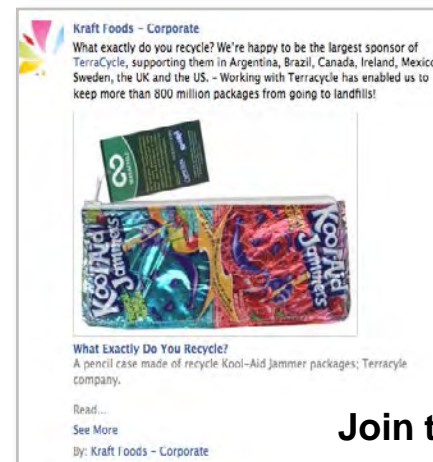 Kraft Foods – Corporate
What exactly do you recycle? We're happy to be the largest sponsor of
TerraCycle, supporting them in Argentina, Brazil, Canada, Ireland, Mexico
Sweden, the UK and the US. – Working with Terracycle has enabled us to
keep more than 800 million packages from going to landfills!
TERRACYCLE
Kool-Aid
Jammers
Kool-Aid
Jammers
What Exactly Do You Recycle?
A pencil case made of recycle Kool-Aid Jammer packages; Terracyle
company.
Read...
See More
Join t
By: Kraft Foods – Corporate